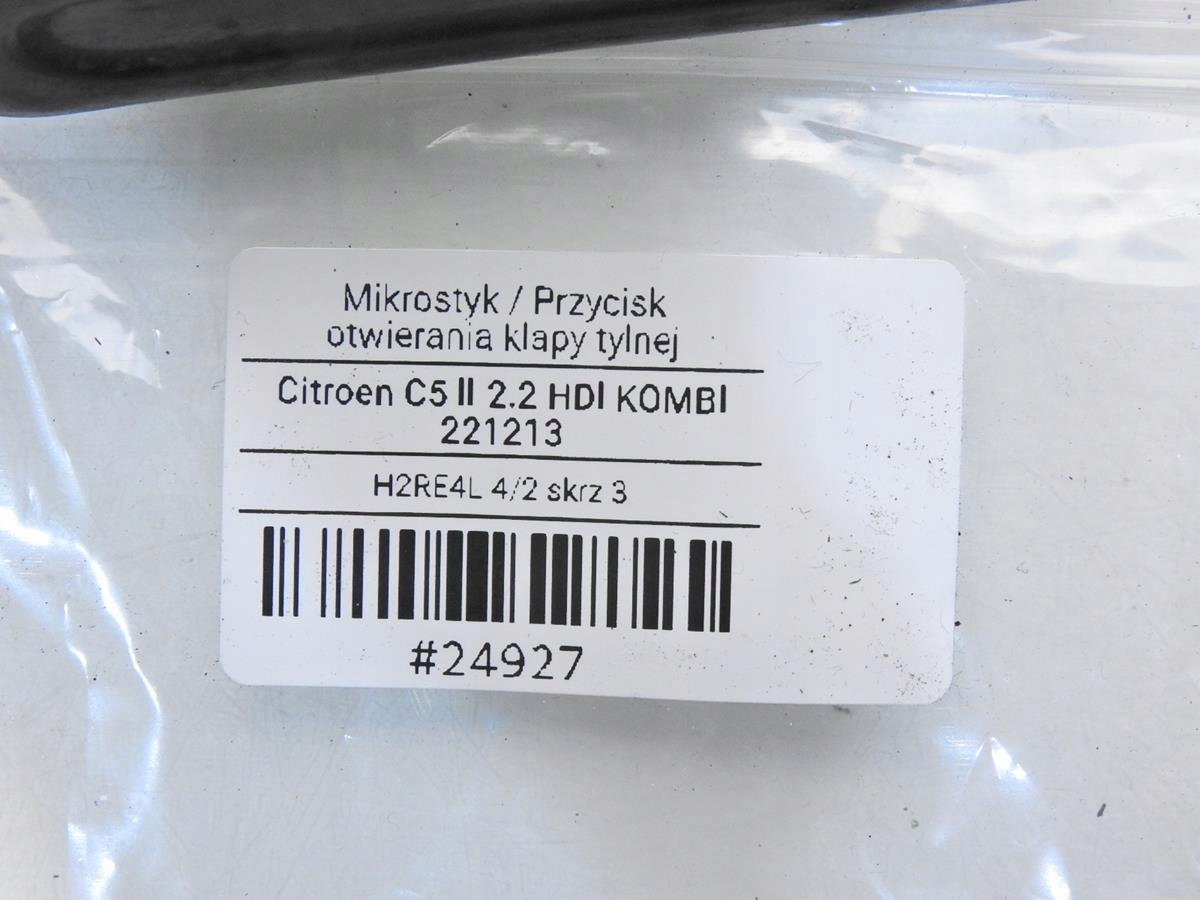 Mikrostyk / Przycisk
otwierania klapy tylnej
Citroen C5 II 2.2 HDI KOMBI
221213
H2RE4L 4/2 skrz 3
#24927